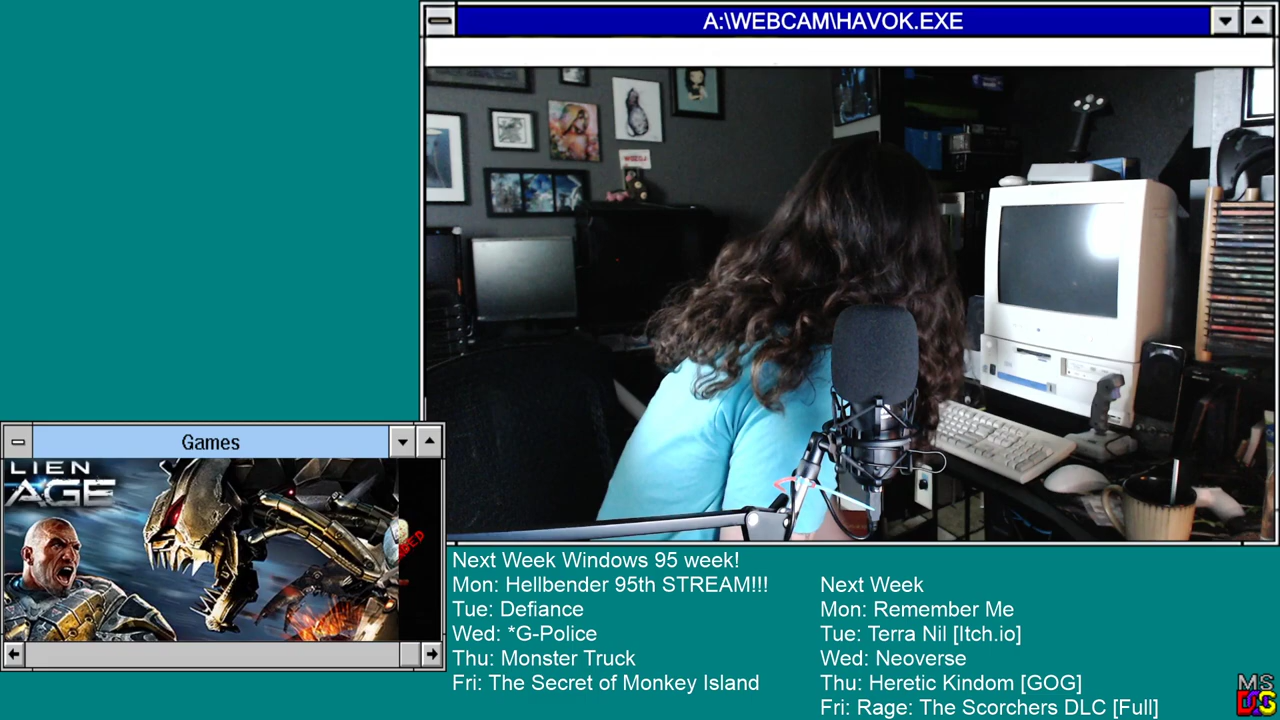 A:\WEBCAM\HAVOK.EXE
Games
LIEN
AGE
Next Week Windows 95 week!
Mon: Hellbender 95th STREAM!!!
Tue: Defiance
Wed: *G-Police
Thu: Monster Truck
Fri: The Secret of Monkey Island
Next Week
Mon: Remember Me
Tue: Terra Nil [Itch.io]
Wed: Neoverse
Thu: Heretic Kindom [GOG]
Fri: Rage: The Scorchers DLC [Full]
MS